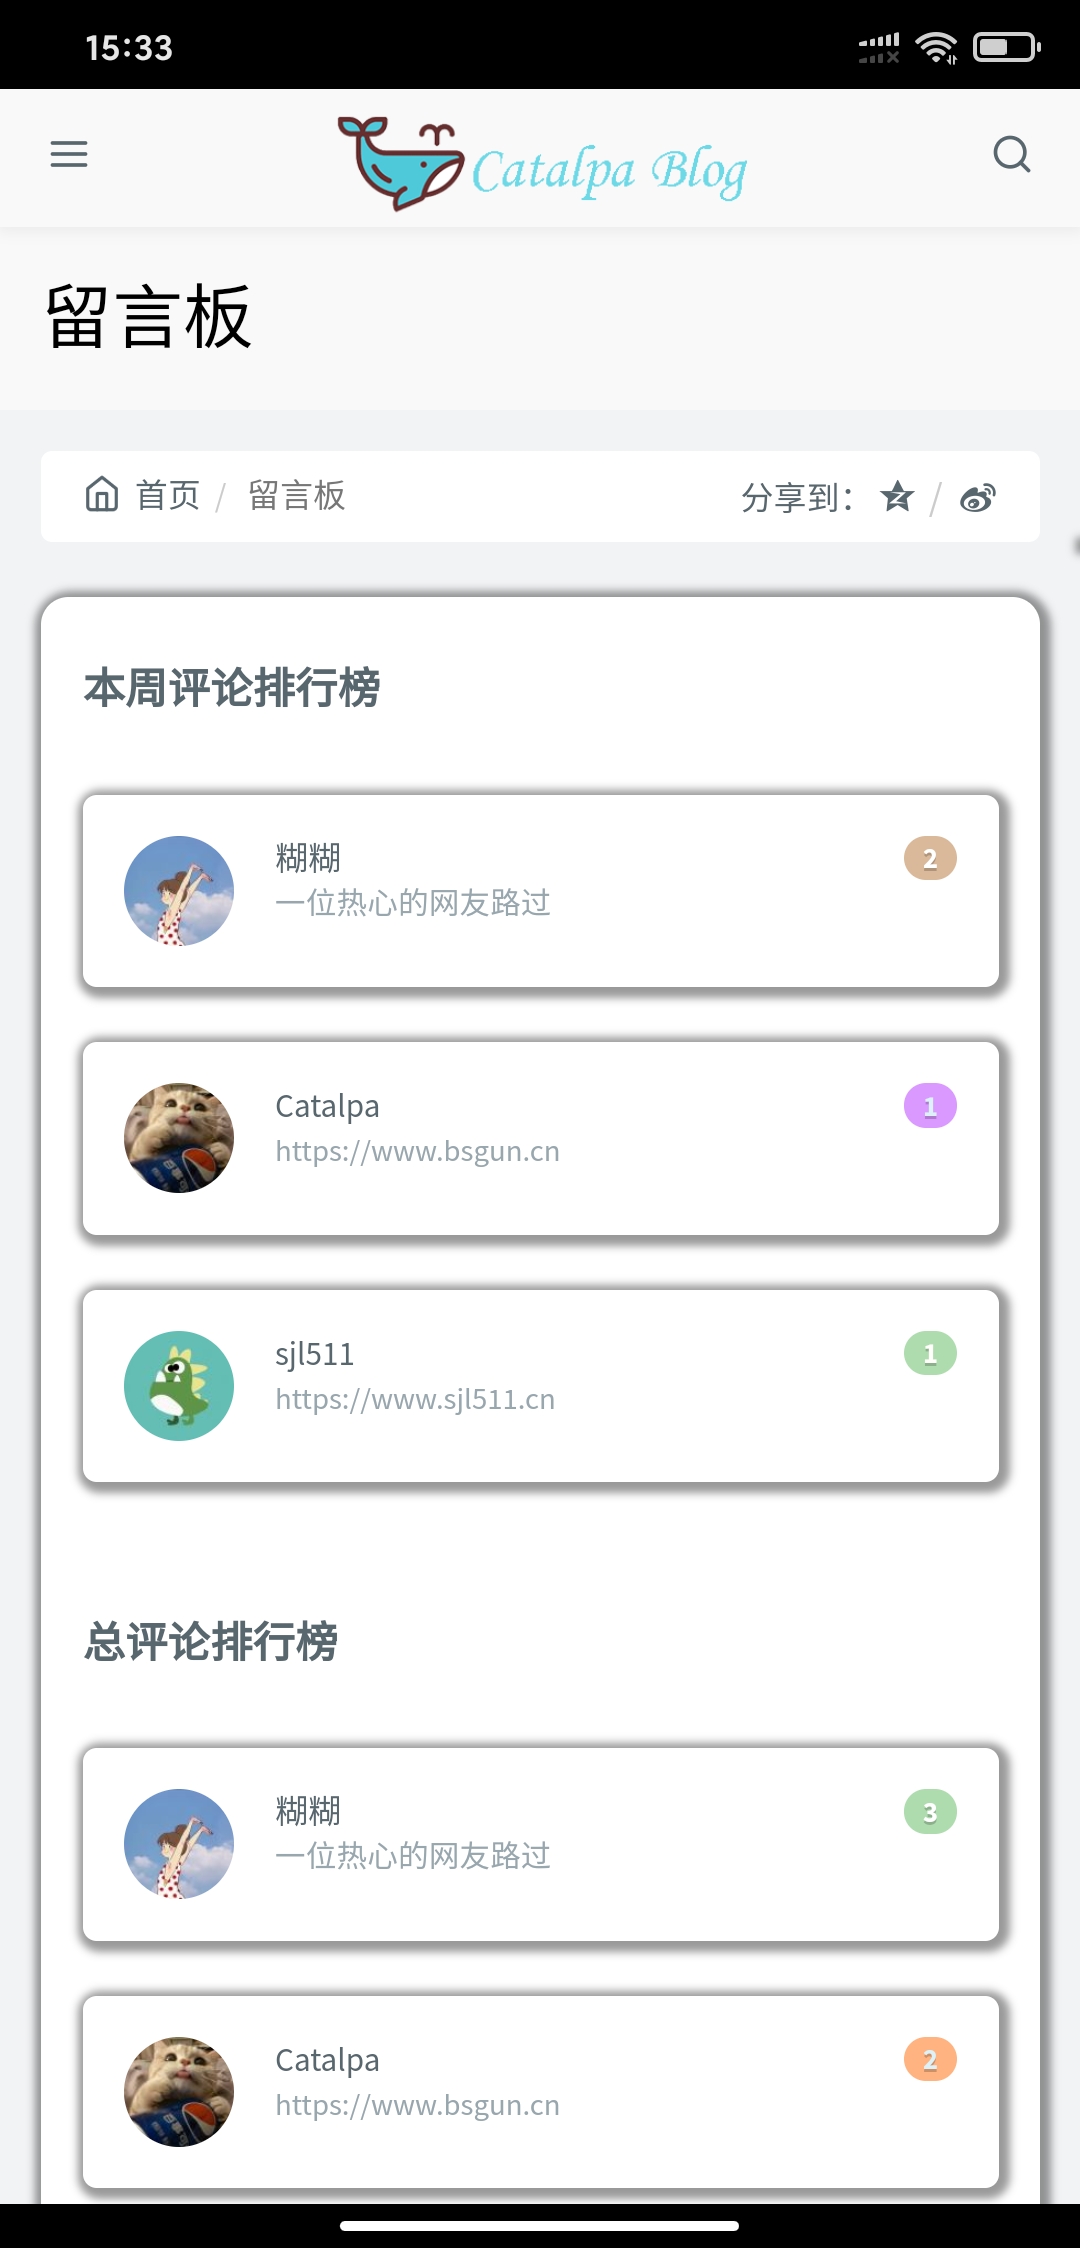 15:33
Catalpa Blog
留言板
首页 / 留言板
分享到： /
本周评论排行榜
糊糊
2
一位热心的网友路过
Catalpa
1
https://www.bsgun.cn
sjl511
1
https://www.sjl511.cn
总评论排行榜
糊糊
3
一位热心的网友路过
Catalpa
2
https://www.bsgun.cn